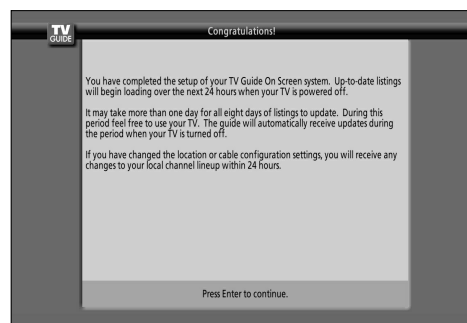 TV
GUIDE
Congratulations!
You have completed the setup of your TV Guide On Screen system. Up-to-date listings
will begin loading over the next 24 hours when your TV is powered off.
It may take more than one day for all eight days of listings to update. During this
period feel free to use your TV. The guide will automatically receive updates during
the period when your TV is turned off.
If you have changed the location or cable configuration settings, you will receive any
changes to your local channel lineup within 24 hours.
Press Enter to continue.